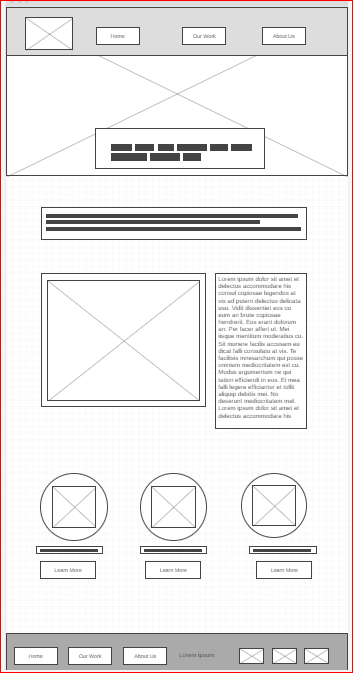 Home
Our Work
About Us
Lorem ipsum dolor sit amet et
delectus accommodare his
consul copiosae legendos at
vix ad putent delectus delicata
usu. Vidit dissentiet eos cu
eum an brute copiosae
hendrerit. Eos erant dolorum
an. Per facer affert ut. Mei
iisque mentitum moderatius cu.
Sit munere facilis accusam eu
dicat falli consulatu at vis. Te
facilisis mnesarchum qui posse
omnium mediocritatem est cu.
Modus argumentum ne qui
tation efficiendi in eos. Ei mea
falli legere efficiantur et tollit
aliquip debitis mei. No
deserunt mediocritatem mel.
Lorem ipsum dolor sit amet et
delectus accommodare his
Learn More
Learn More
Learn More
Home
Our Work
About Us
Lorem ipsum